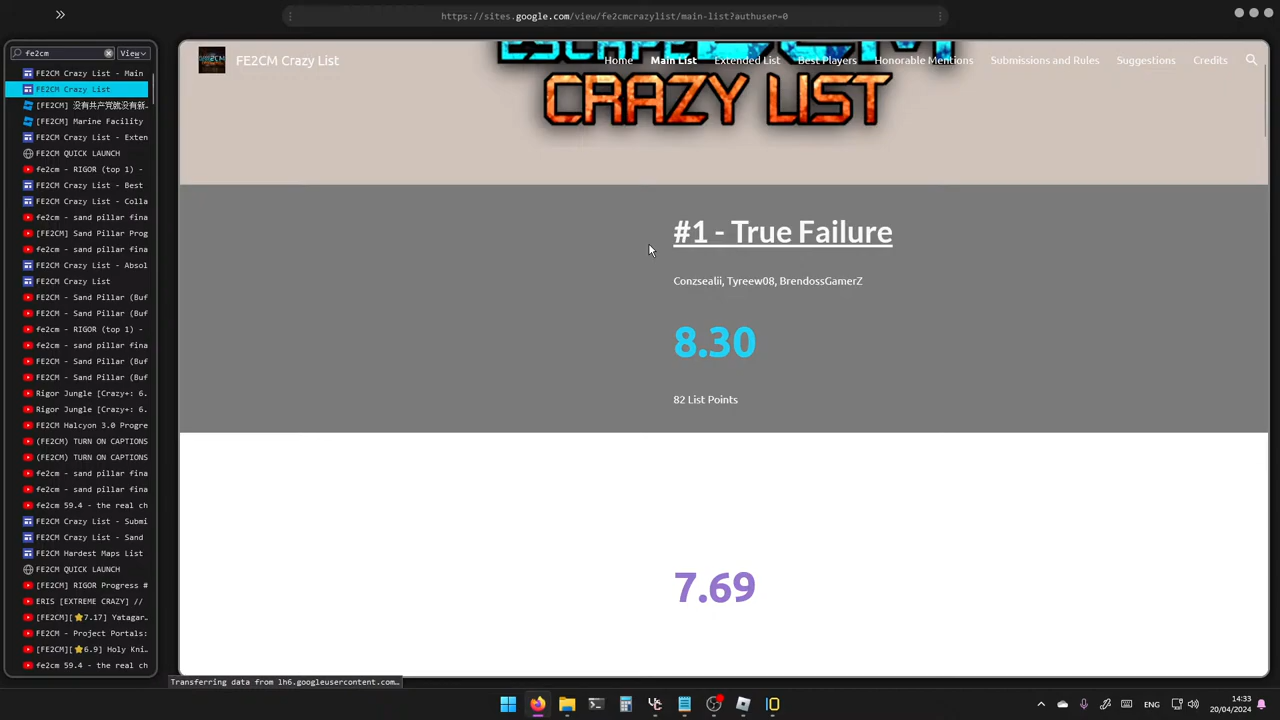 https://sites.google.com/view/fe2cmcrazylist/main-list?authuser=0
fe2cm
View
FE2CM Crazy List - Main
FE2CM Crazy List
[FE2CM] 没有共产党就没有新…
[FE2CM] Marine Facility
FE2CM Crazy List - Exten
FE2CM QUICK LAUNCH
fe2cm - RIGOR (top 1) -
FE2CM Crazy List - Best
FE2CM Crazy List - Colla
fe2cm - sand pillar fina
[FE2CM] Sand Pillar Prog
fe2cm - sand pillar fina
FE2CM Crazy List - Absol
FE2CM Crazy List
FE2CM - Sand Pillar (Buf
FE2CM - Sand Pillar (Buf
fe2cm - RIGOR (top 1) -
fe2cm - sand pillar fina
FE2CM - Sand Pillar (Buf
FE2CM - Sand Pillar (Buf
Rigor Jungle [Crazy+: 6.
Rigor Jungle [Crazy+: 6.
FE2CM Halcyon 3.0 Progre
(FE2CM) TURN ON CAPTIONS
(FE2CM) TURN ON CAPTIONS
fe2cm - sand pillar fina
fe2cm - sand pillar fina
fe2cm 59.4 - the real ch
FE2CM Crazy List - Submi
FE2CM Crazy List - Sand
FE2CM Hardest Maps List
FE2CM QUICK LAUNCH
[FE2CM] RIGOR Progress #
ERIS [EXTREME CRAZY] //
[FE2CM][⭐7.17] Yatagar…
FE2CM - Project Portals:
[FE2CM][⭐6.9] Holy Kni…
fe2cm 59.4 - the real ch
FE2CM Crazy List
Home
Main List
Extended List
Best Players
Honorable Mentions
Submissions and Rules
Suggestions
Credits
CRAZY LIST
#1 - True Failure
Conzsealii, Tyreew08, BrendossGamerZ
8.30
82 List Points
7.69
Transferring data from lh6.googleusercontent.com…
ENG
14:33
20/04/2024